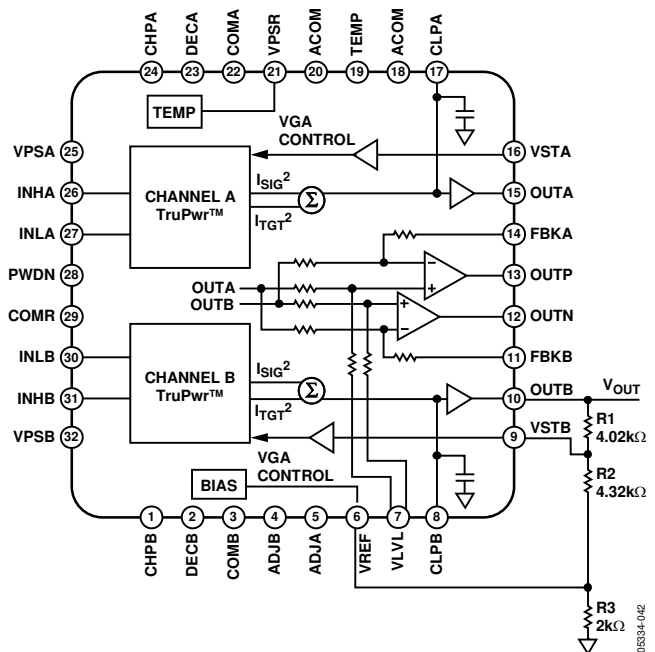 CHPA DECA COMA VPSR ACOM TEMP ACOM CLPA
24 23 22 21 20 19 18 17
TEMP
VGA
CONTROL
VPSA 25
16 VSTA
INHA 26
CHANNEL A
TruPwr™
ISIG2
Σ
15 OUTA
INLA 27
ITGT2
14 FBKA
PWDN 28
OUTA
OUTB
−
+
13 OUTP
COMR 29
+
−
12 OUTN
INLB 30
11 FBKB
CHANNEL B
TruPwr™
ISIG2
Σ
INHB 31
ITGT2
10 OUTB
VOUT
R1
4.02kΩ
VPSB 32
9 VSTB
VGA
CONTROL
R2
4.32kΩ
BIAS
1 2 3 4 5 6 7 8
CHPB DECB COMB ADJB ADJA VREF VLVL CLPB
R3
2kΩ
05334-042